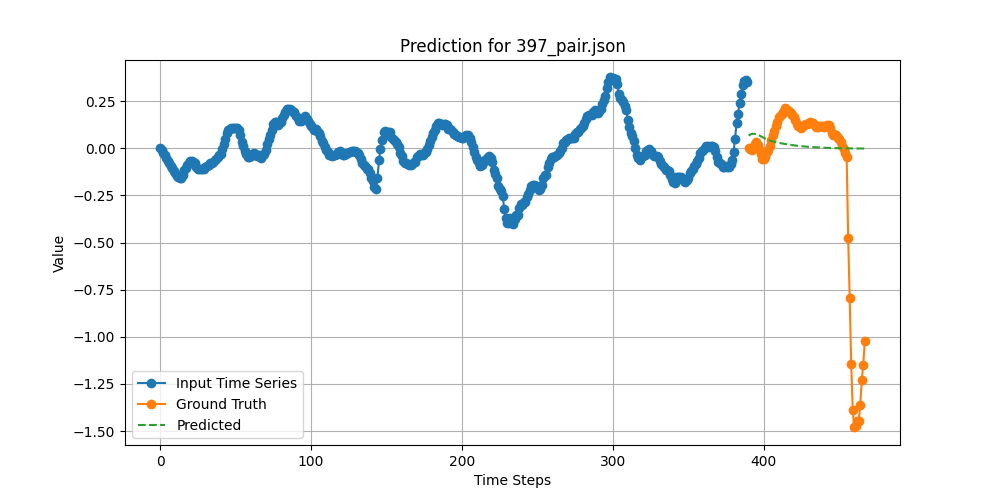 Prediction for 397_pair.json
Value
0.25
0.00
−0.25
−0.50
−0.75
−1.00
−1.25
−1.50
Input Time Series
Ground Truth
Predicted
0 100 200 300 400
Time Steps